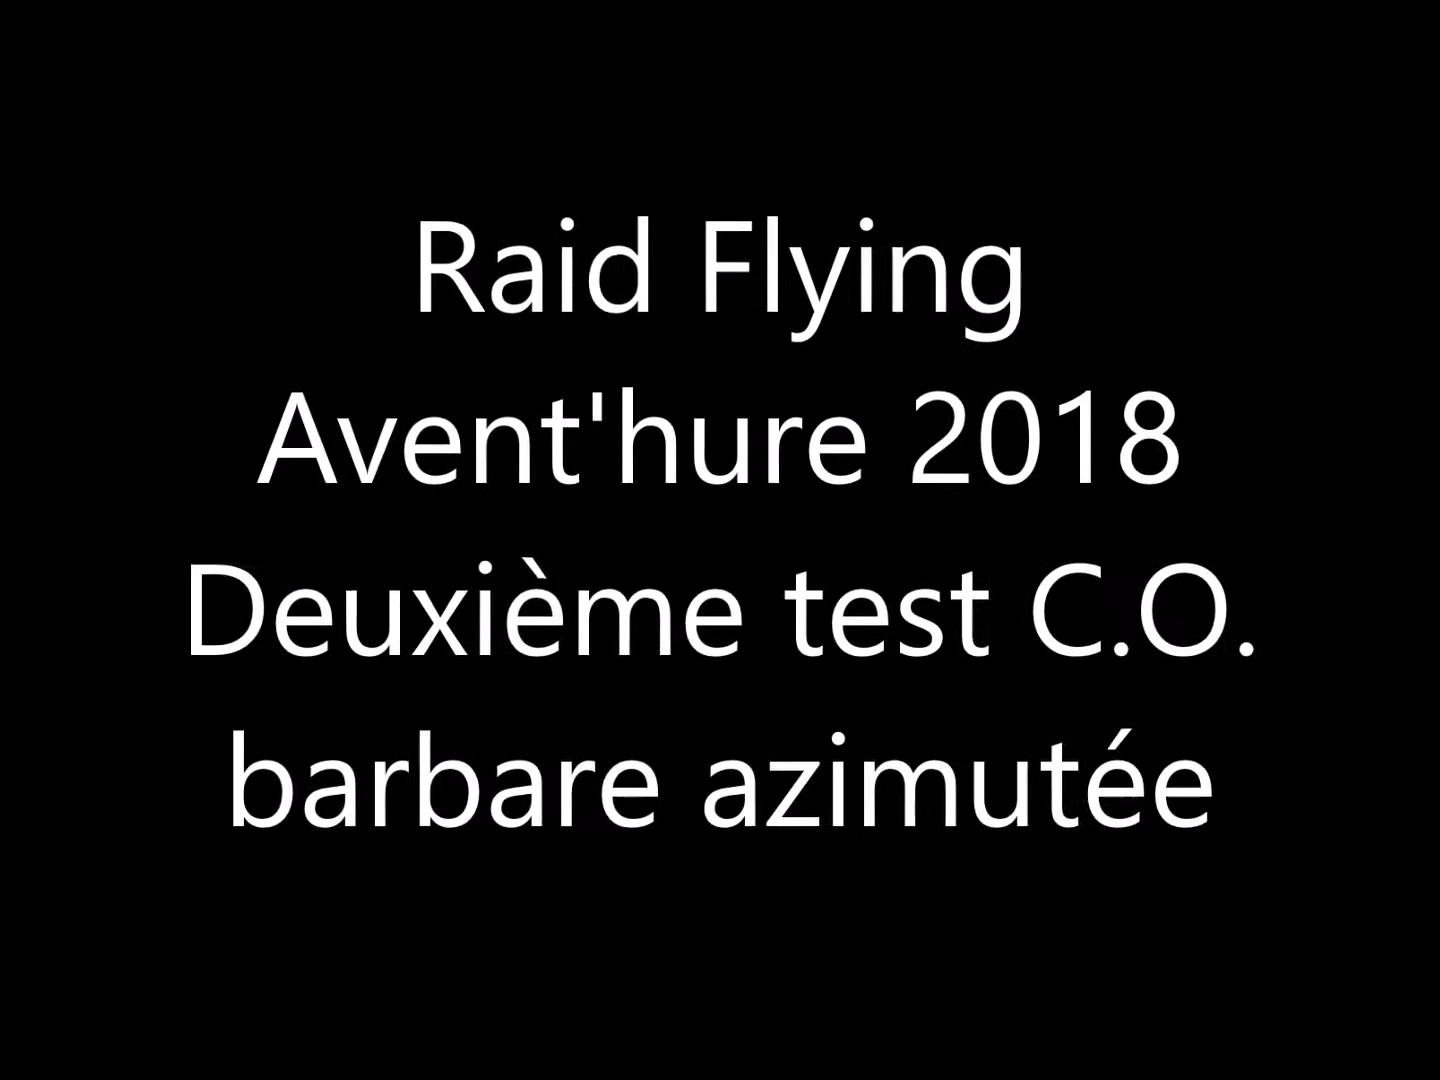 Raid Flying
Avent'hure 2018
Deuxième test C.O.
barbare azimutée